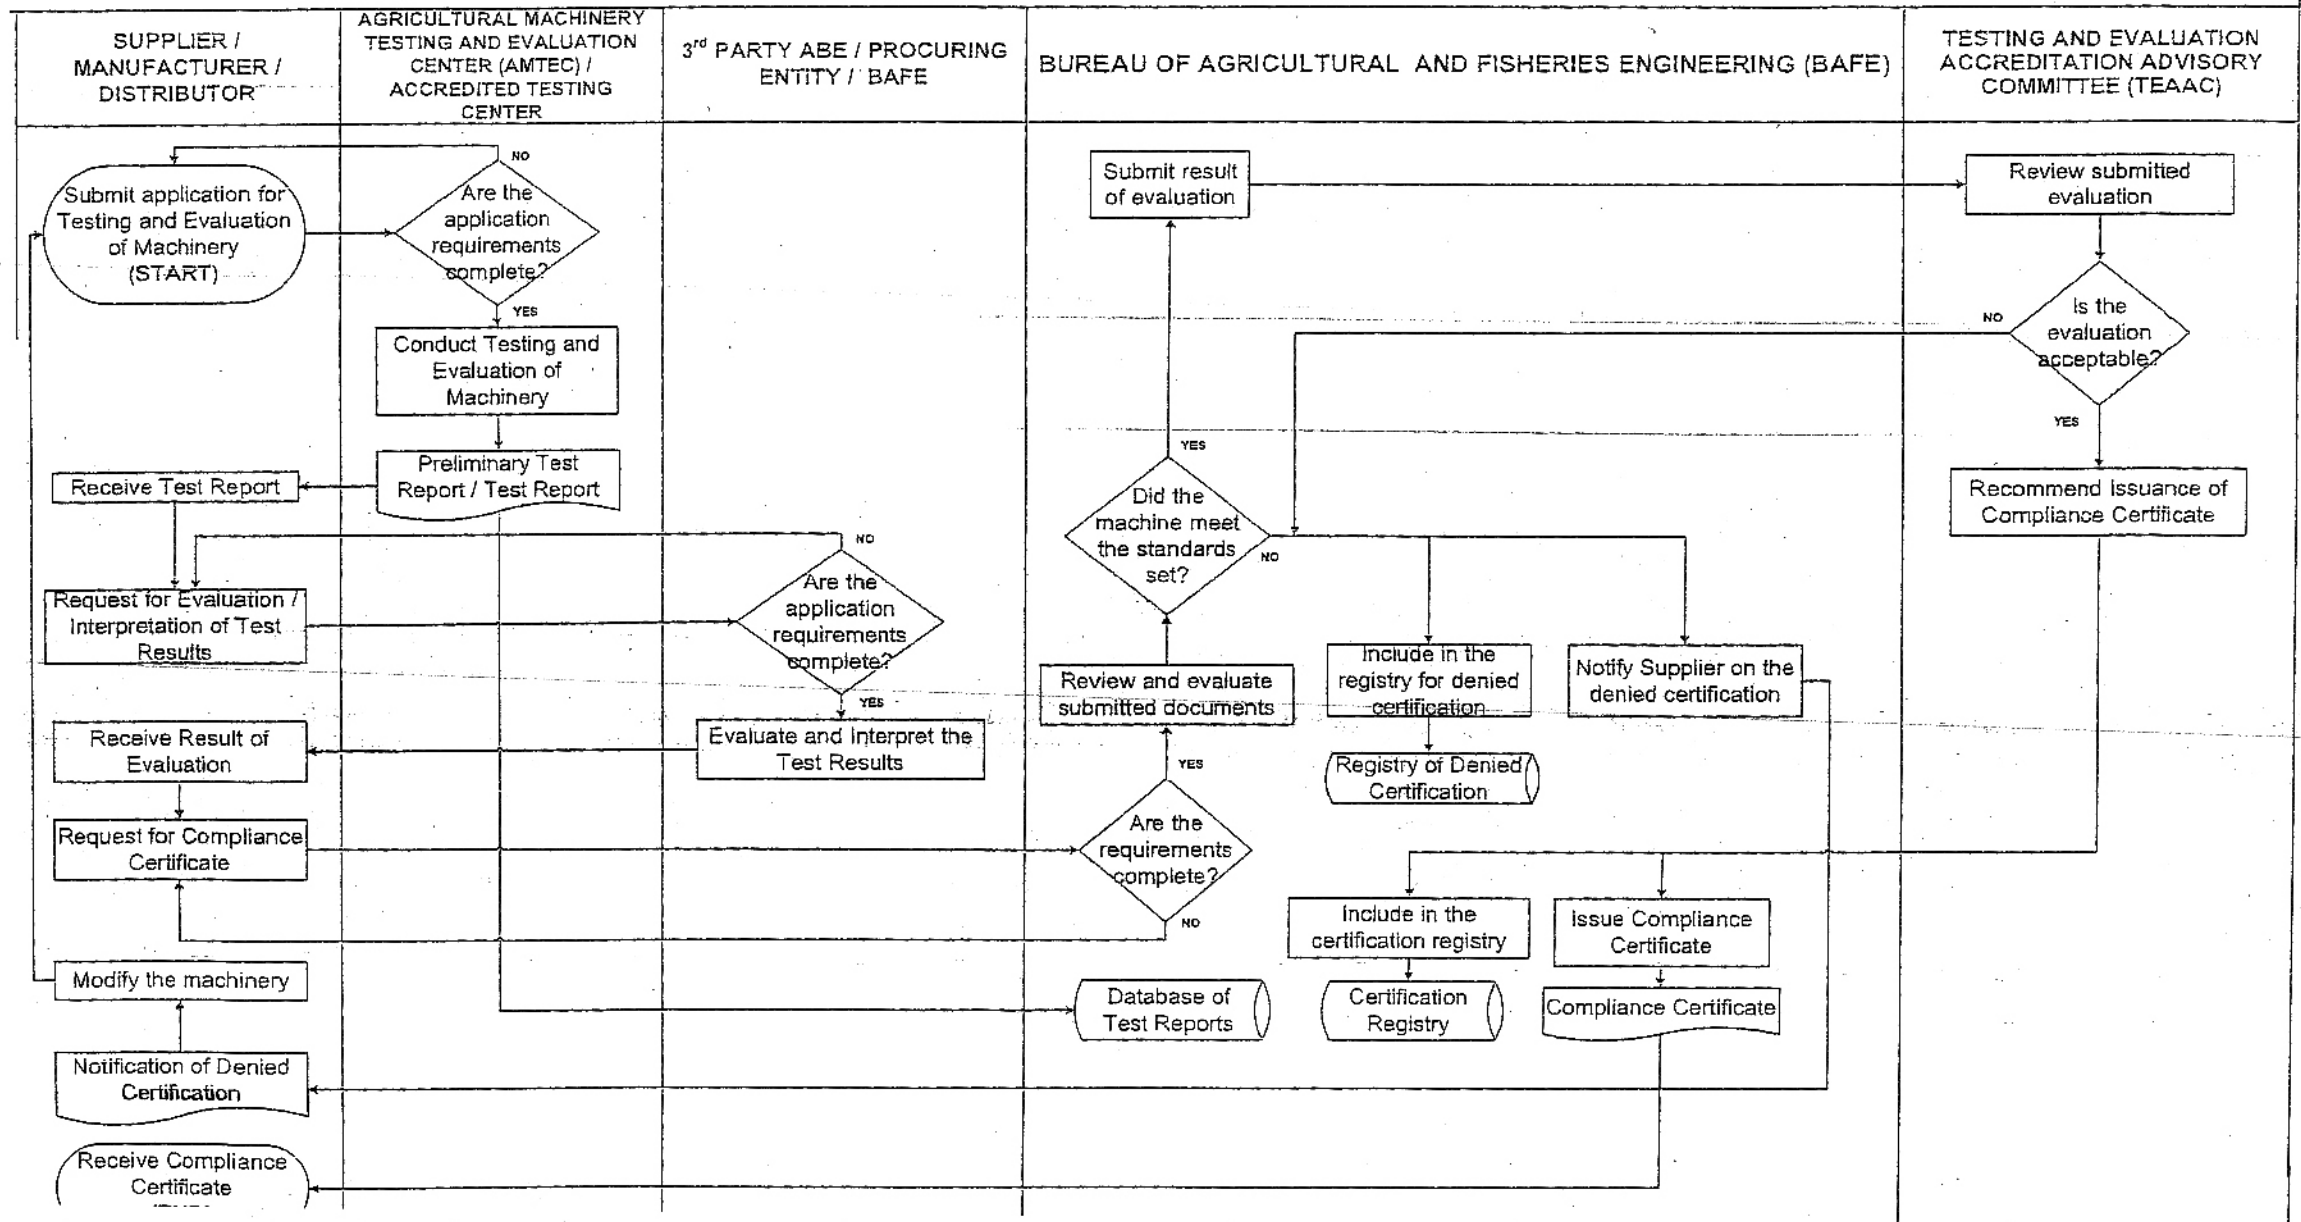 SUPPLIER /
MANUFACTURER /
DISTRIBUTOR
AGRICULTURAL MACHINERY
TESTING AND EVALUATION
CENTER (AMTEC) /
ACCREDITED TESTING
CENTER
3rd PARTY ABE / PROCURING
ENTITY / BAFE
BUREAU OF AGRICULTURAL AND FISHERIES ENGINEERING (BAFE)
TESTING AND EVALUATION
ACCREDITATION ADVISORY
COMMITTEE (TEAAC)
Submit application for
Testing and Evaluation
of Machinery
(START)
NO
Are the
application
requirements
complete?
YES
Conduct Testing and
Evaluation of
Machinery
Preliminary Test
Report / Test Report
Receive Test Report
Request for Evaluation /
Interpretation of Test
Results
NO
Are the
application
requirements
complete?
YES
Evaluate and Interpret the
Test Results
Receive Result of
Evaluation
Request for Compliance
Certificate
Modify the machinery
Notification of Denied
Certification
Receive Compliance
Certificate
Submit result
of evaluation
YES
Did the
machine meet
the standards
set?
NO
Review and evaluate
submitted documents
YES
Are the
requirements
complete?
NO
Database of
Test Reports
Include in the
registry for denied
certification
Registry of Denied
Certification
Notify Supplier on the
denied certification
Include in the
certification registry
Certification
Registry
Issue Compliance
Certificate
Compliance Certificate
Review submitted
evaluation
NO
Is the
evaluation
acceptable?
YES
Recommend Issuance of
Compliance Certificate